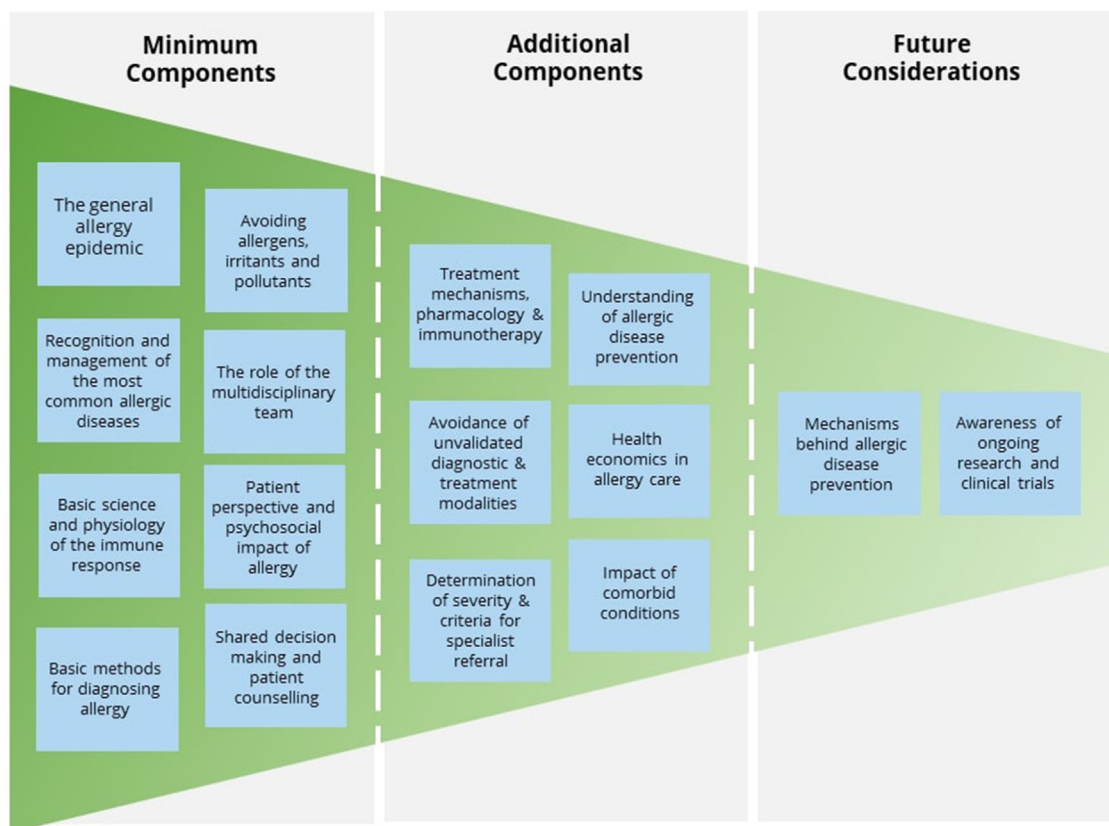 Minimum
Components
The general
allergy
epidemic
Avoiding
allergens,
irritants and
pollutants
Recognition and
management of
the most
common allergic
diseases
The role of the
multidisciplinary
team
Basic science
and physiology
of the immune
response
Patient
perspective and
psychosocial
impact of
allergy
Basic methods
for diagnosing
allergy
Shared decision
making and
patient
counselling
Additional
Components
Treatment
mechanisms,
pharmacology &
immunotherapy
Understanding
of allergic
disease
prevention
Avoidance of
unvalidated
diagnostic &
treatment
modalities
Health
economics in
allergy care
Determination
of severity &
criteria for
specialist
referral
Impact of
comorbid
conditions
Future
Considerations
Mechanisms
behind allergic
disease
prevention
Awareness of
ongoing
research and
clinical trials